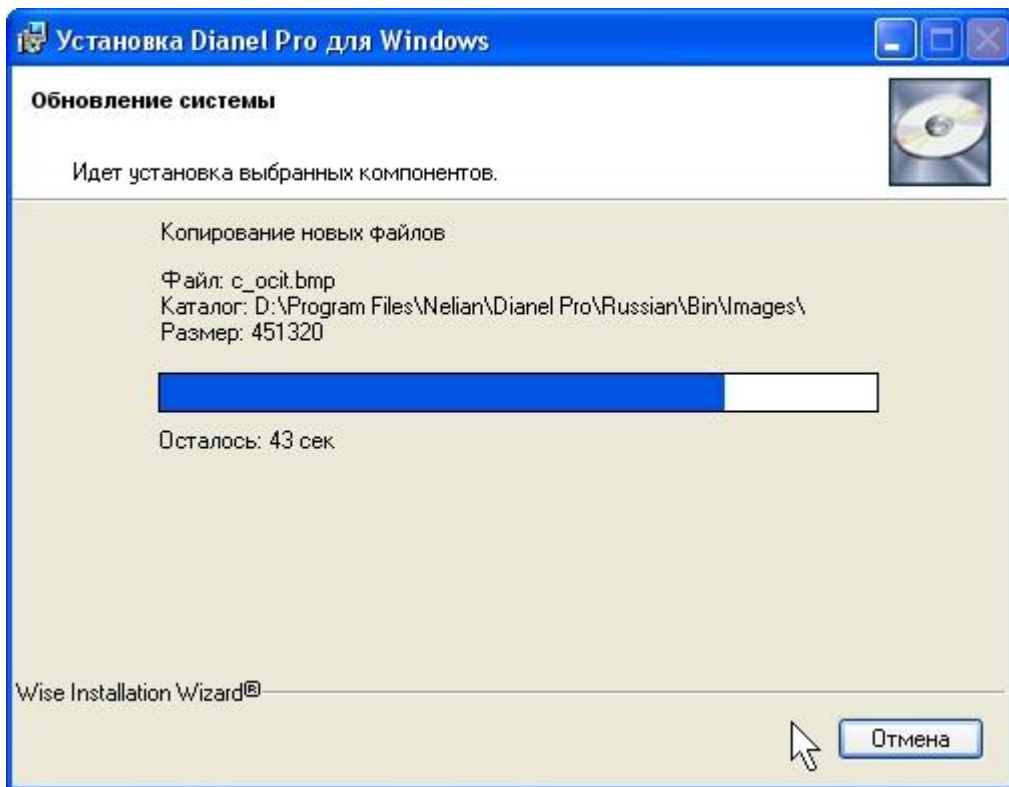 Установка Dianel Pro для Windows
Обновление системы
Идет установка выбранных компонентов.
Копирование новых файлов
Файл: c_ocit.bmp
Каталог: D:\Program Files\Nelian\Dianel Pro\Russian\Bin\Images\
Размер: 451320
Осталось: 43 сек
Wise Installation Wizard®
Отмена